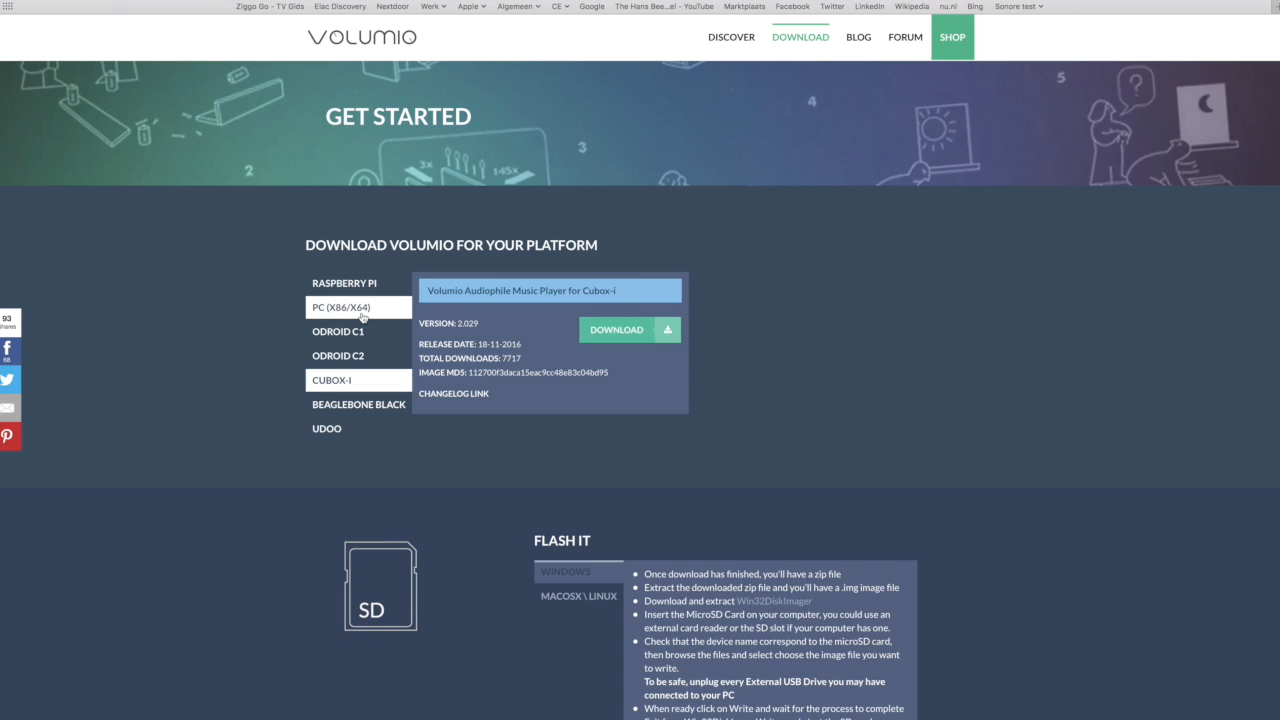 Ziggo Go - TV Gids Elac Discovery Nextdoor Werk Apple Algemeen CE Google The Hans Bee...el - YouTube Marktplaats Facebook Twitter LinkedIn Wikipedia nu.nl Bing Sonore test
VOLUMIO
DISCOVER DOWNLOAD BLOG FORUM SHOP
GET STARTED
2
3x
145x
3
4
5
?
DOWNLOAD VOLUMIO FOR YOUR PLATFORM
RASPBERRY PI
PC (X86/X64)
ODROID C1
ODROID C2
CUBOX-I
BEAGLEBONE BLACK
UDOO
Volumio Audiophile Music Player for Cubox-i
VERSION: 2.029
DOWNLOAD
RELEASE DATE: 18-11-2016
TOTAL DOWNLOADS: 7717
IMAGE MD5: 112700f3daca15eac9cc48e83c04bd95
CHANGELOG LINK
93
Shares
68
SD
FLASH IT
WINDOWS
MACOSX \ LINUX
Once download has finished, you'll have a zip file
Extract the downloaded zip file and you'll have a .img image file
Download and extract Win32DiskImager
Insert the MicroSD Card on your computer, you could use an
external card reader or the SD slot if your computer has one.
Check that the device name correspond to the microSD card,
then browse the files and select choose the image file you want
to write.
To be safe, unplug every External USB Drive you may have
connected to your PC
When ready click on Write and wait for the process to complete